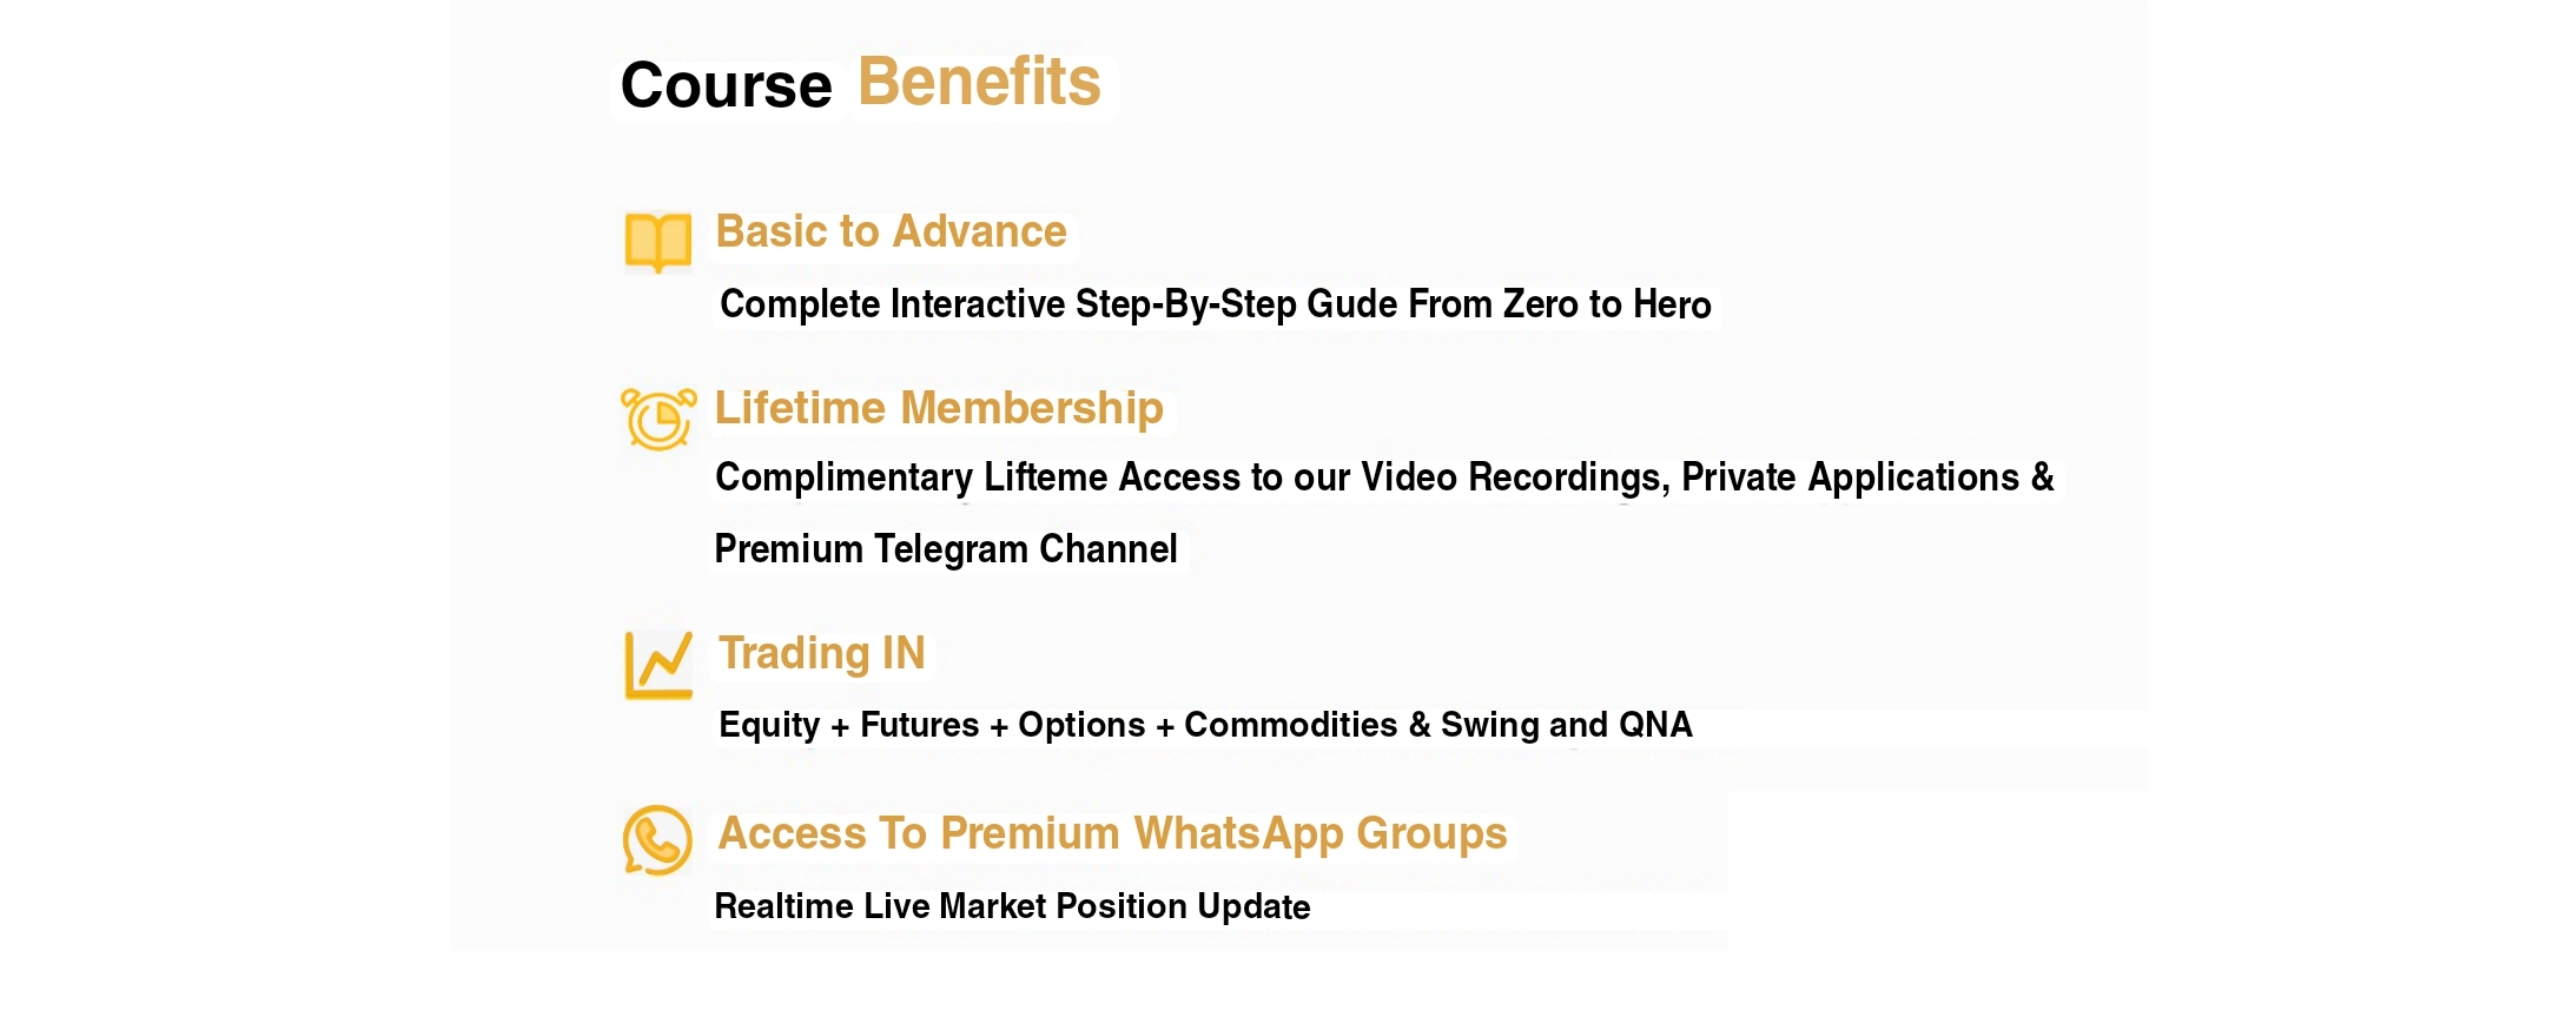 Course Benefits
Basic to Advance
Complete Interactive Step-By-Step Gude From Zero to Hero
Lifetime Membership
Complimentary Lifteme Access to our Video Recordings, Private Applications &
Premium Telegram Channel
Trading IN
Equity + Futures + Options + Commodities & Swing and QNA
Access To Premium WhatsApp Groups
Realtime Live Market Position Update